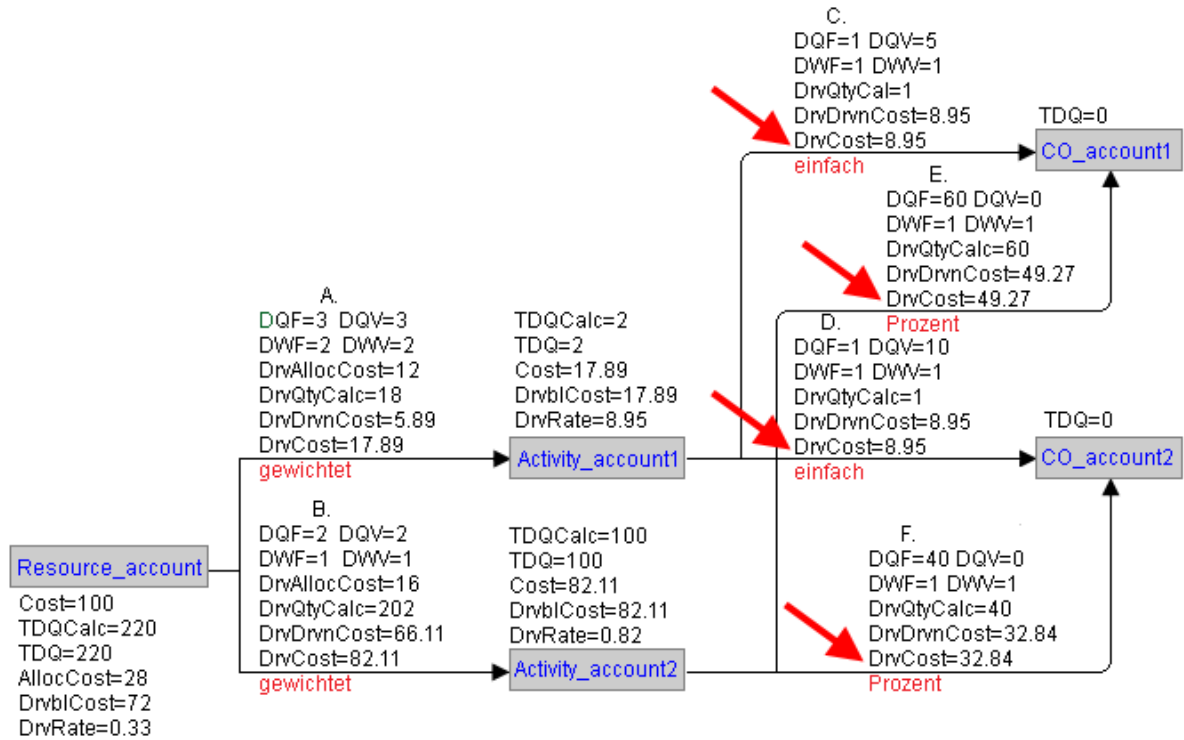 C.
DQF=1 DQV=5
DWF=1 DWV=1
DrvQtyCal=1
DrvDrvnCost=8.95
DrvCost=8.95
einfach
TDQ=0
CO_account1
E.
DQF=60 DQV=0
DWF=1 DWV=1
DrvQtyCalc=60
DrvDrvnCost=49.27
DrvCost=49.27
Prozent
A.
DQF=3 DQV=3
DWF=2 DWV=2
DrvAllocCost=12
DrvQtyCalc=18
DrvDrvnCost=5.89
DrvCost=17.89
gewichtet
TDQCalc=2
TDQ=2
Cost=17.89
DrvblCost=17.89
DrvRate=8.95
Activity_account1
D.
DQF=1 DQV=10
DWF=1 DWV=1
DrvQtyCalc=1
DrvDrvnCost=8.95
DrvCost=8.95
einfach
TDQ=0
CO_account2
B.
DQF=2 DQV=2
DWF=1 DWV=1
DrvAllocCost=16
DrvQtyCalc=202
DrvDrvnCost=66.11
DrvCost=82.11
gewichtet
TDQCalc=100
TDQ=100
Cost=82.11
DrvblCost=82.11
DrvRate=0.82
Activity_account2
F.
DQF=40 DQV=0
DWF=1 DWV=1
DrvQtyCalc=40
DrvDrvnCost=32.84
DrvCost=32.84
Prozent
Resource_account
Cost=100
TDQCalc=220
TDQ=220
AllocCost=28
DrvblCost=72
DrvRate=0.33